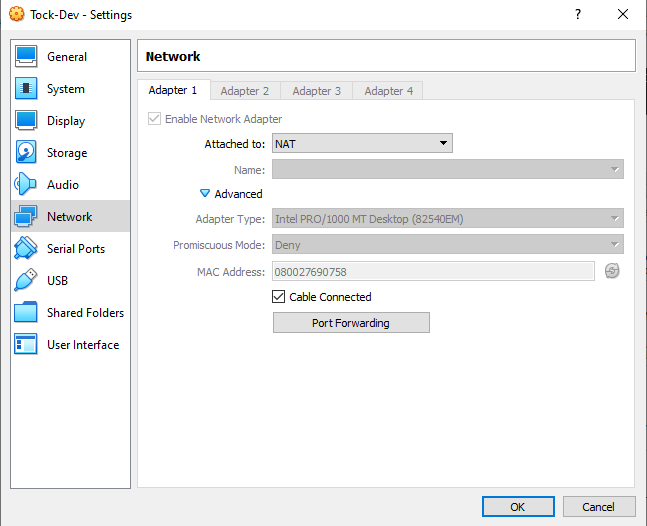 Tock-Dev - Settings
?
General
System
Display
Storage
Audio
Network
Serial Ports
USB
Shared Folders
User Interface
Network
Adapter 1
Adapter 2
Adapter 3
Adapter 4
Enable Network Adapter
Attached to: NAT
Name:
Advanced
Adapter Type: Intel PRO/1000 MT Desktop (82540EM)
Promiscuous Mode: Deny
MAC Address: 080027690758
Cable Connected
Port Forwarding
OK
Cancel